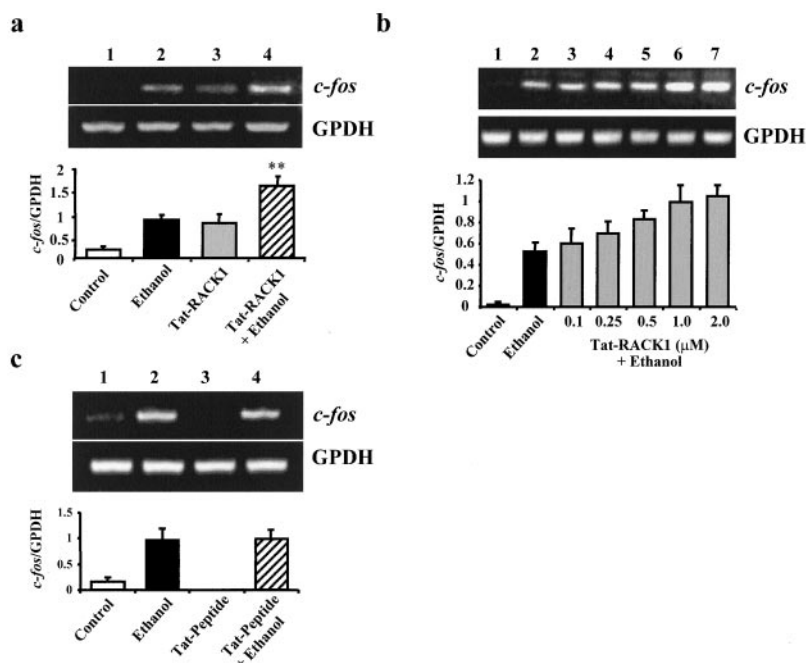 a
1 2 3 4
c-fos
GPDH
c-fos/GPDH
2
1.5
1
0.5
0
**
Control
Ethanol
Tat-RACK1
Tat-RACK1
+ Ethanol
b
1 2 3 4 5 6 7
c-fos
GPDH
c-fos/GPDH
1.2
1
0.8
0.6
0.4
0.2
0
Control
Ethanol
0.1 0.25 0.5 1.0 2.0
Tat-RACK1 (μM)
+ Ethanol
c
1 2 3 4
c-fos
GPDH
c-fos/GPDH
1.5
1
0.5
0
Control
Ethanol
Tat-Peptide
Tat-Peptide
+ Ethanol